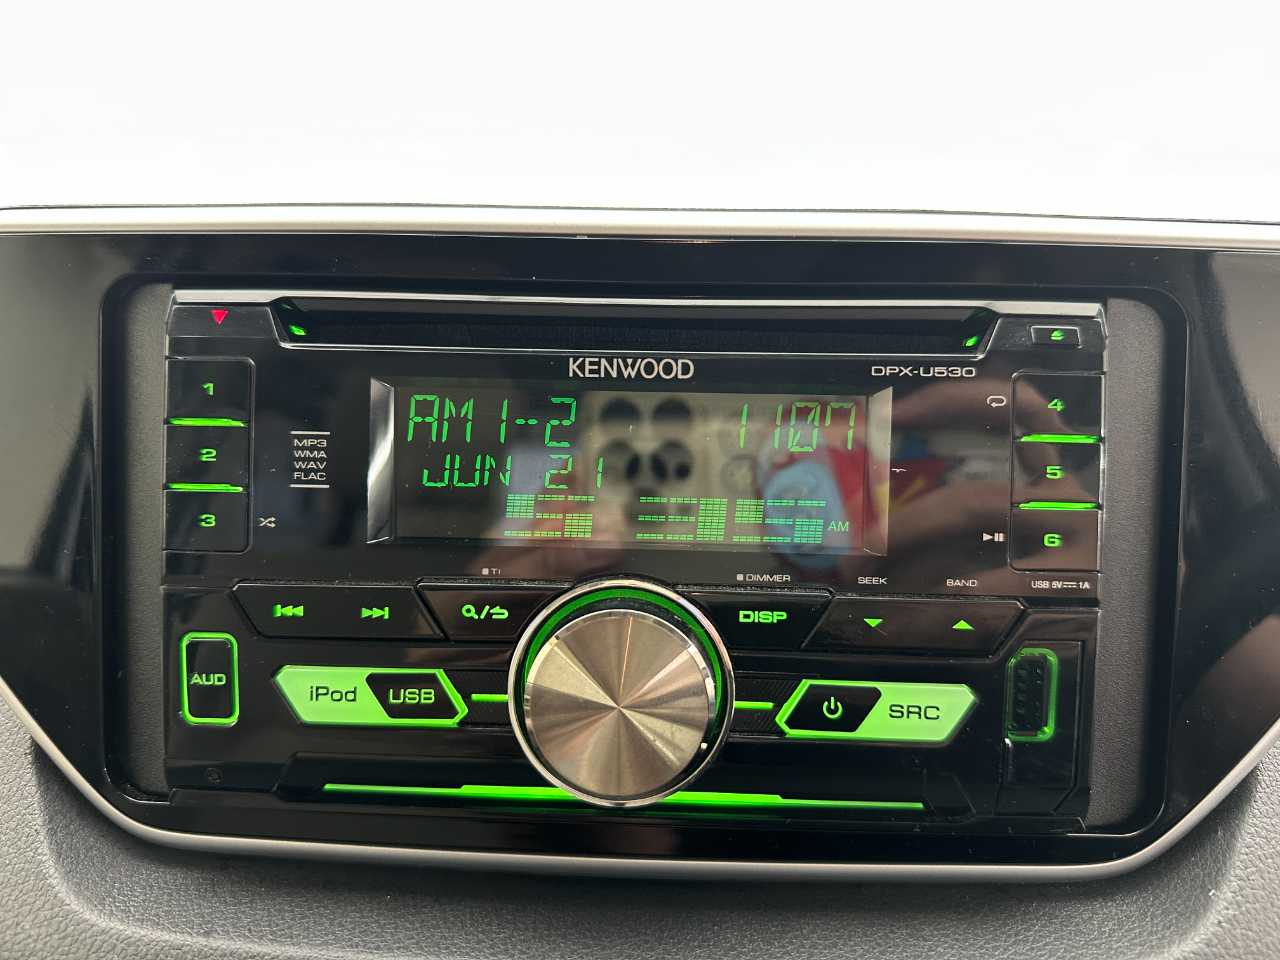 KENWOOD
DPX-U530
1
2
3
MP3
WMA
WAV
FLAC
AM1-2 1107
JUN 21
AM
4
5
6
TI
DIMMER
SEEK
BAND
USB 5V 1A
DISP
AUD
iPod
USB
SRC